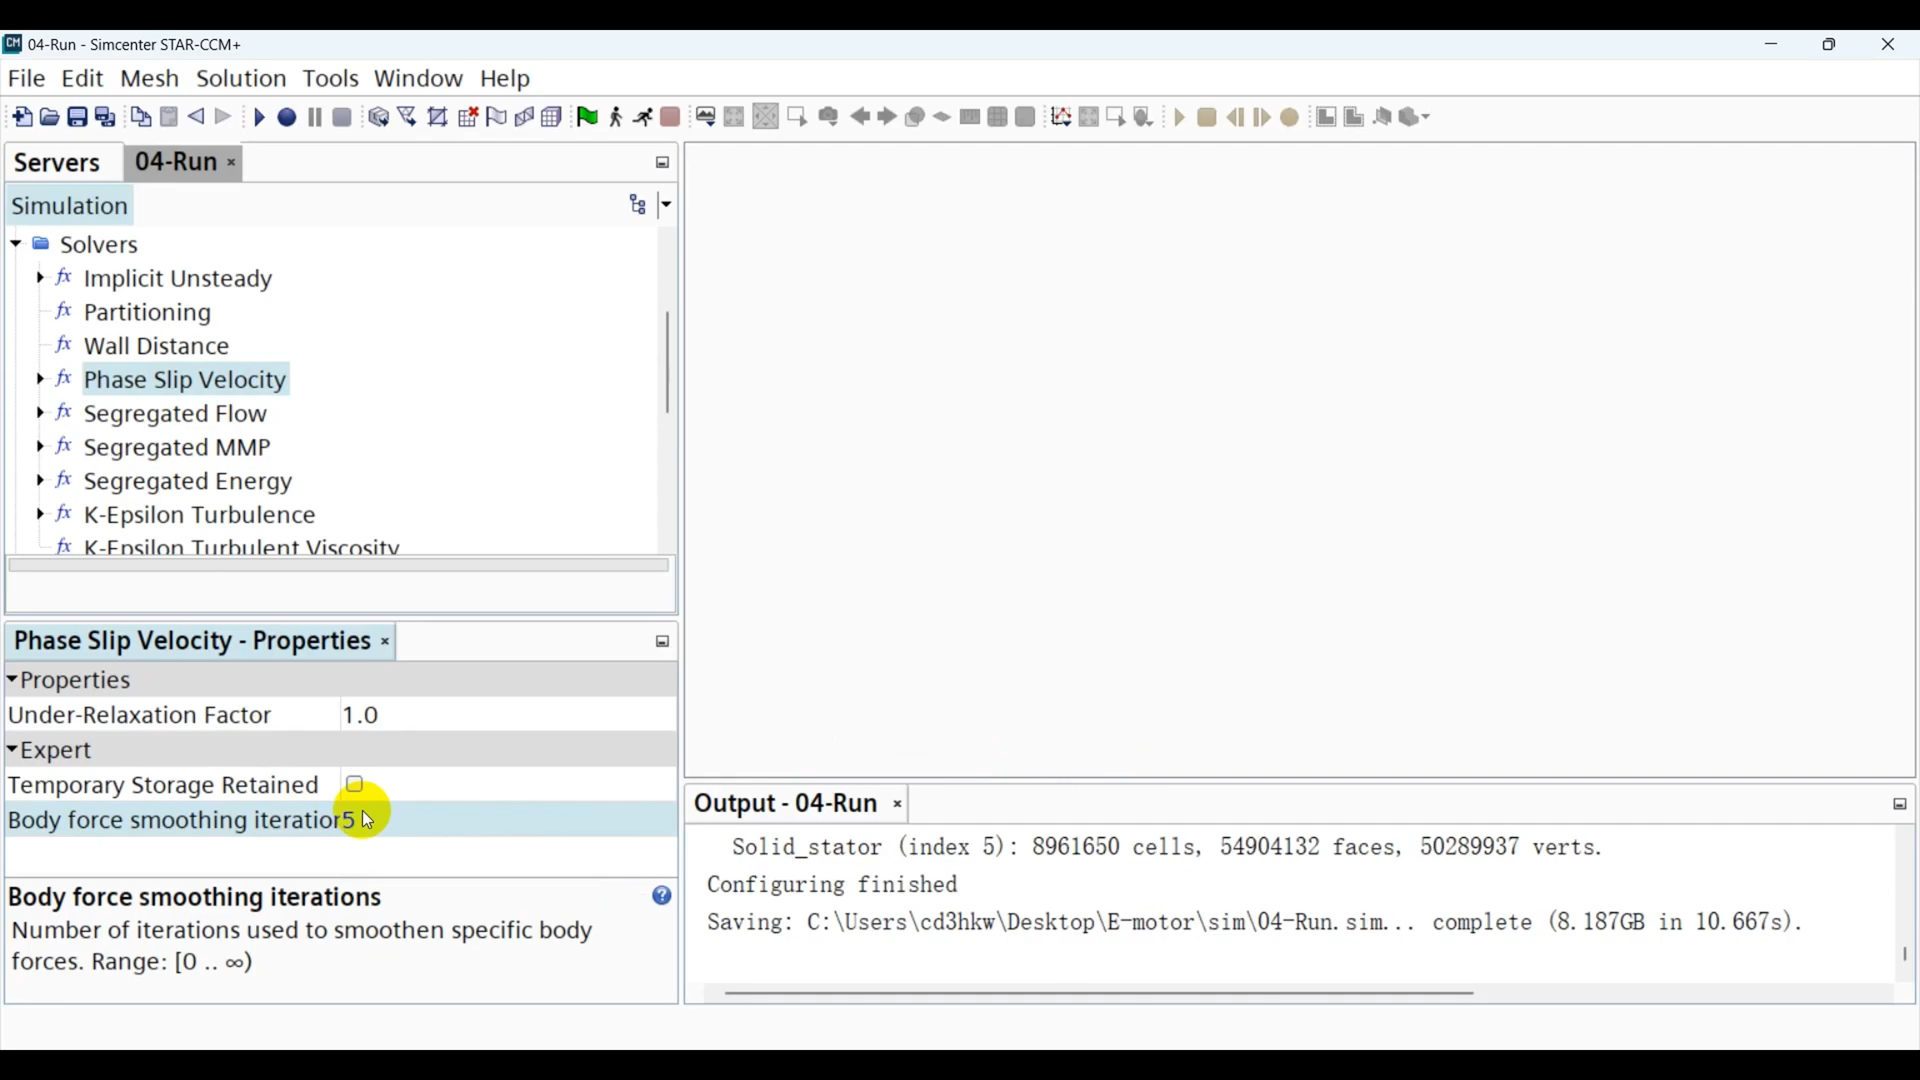 04-Run - Simcenter STAR-CCM+
File Edit Mesh Solution Tools Window Help
Servers
04-Run
Simulation
Solvers
Implicit Unsteady
Partitioning
Wall Distance
Phase Slip Velocity
Segregated Flow
Segregated MMP
Segregated Energy
K-Epsilon Turbulence
K-Epsilon Turbulent Viscosity
Phase Slip Velocity - Properties
Properties
Under-Relaxation Factor 1.0
Expert
Temporary Storage Retained
Body force smoothing iteration 5
Body force smoothing iterations
Number of iterations used to smoothen specific body
forces. Range: [0 .. ∞)
Output - 04-Run
Solid_stator (index 5): 8961650 cells, 54904132 faces, 50289937 verts.
Configuring finished
Saving: C:\Users\cd3hkw\Desktop\E-motor\sim\04-Run.sim... complete (8.187GB in 10.667s).